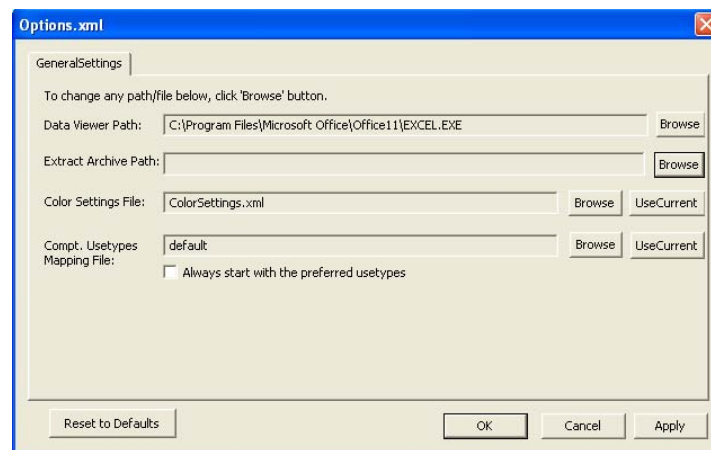 Options.xml
GeneralSettings
To change any path/file below, click 'Browse' button.
Data Viewer Path: C:\Program Files\Microsoft Office\Office11\EXCEL.EXE Browse
Extract Archive Path: Browse
Color Settings File: ColorSettings.xml Browse UseCurrent
Compt. Usetypes default Browse UseCurrent
Mapping File:
Always start with the preferred usetypes
Reset to Defaults OK Cancel Apply